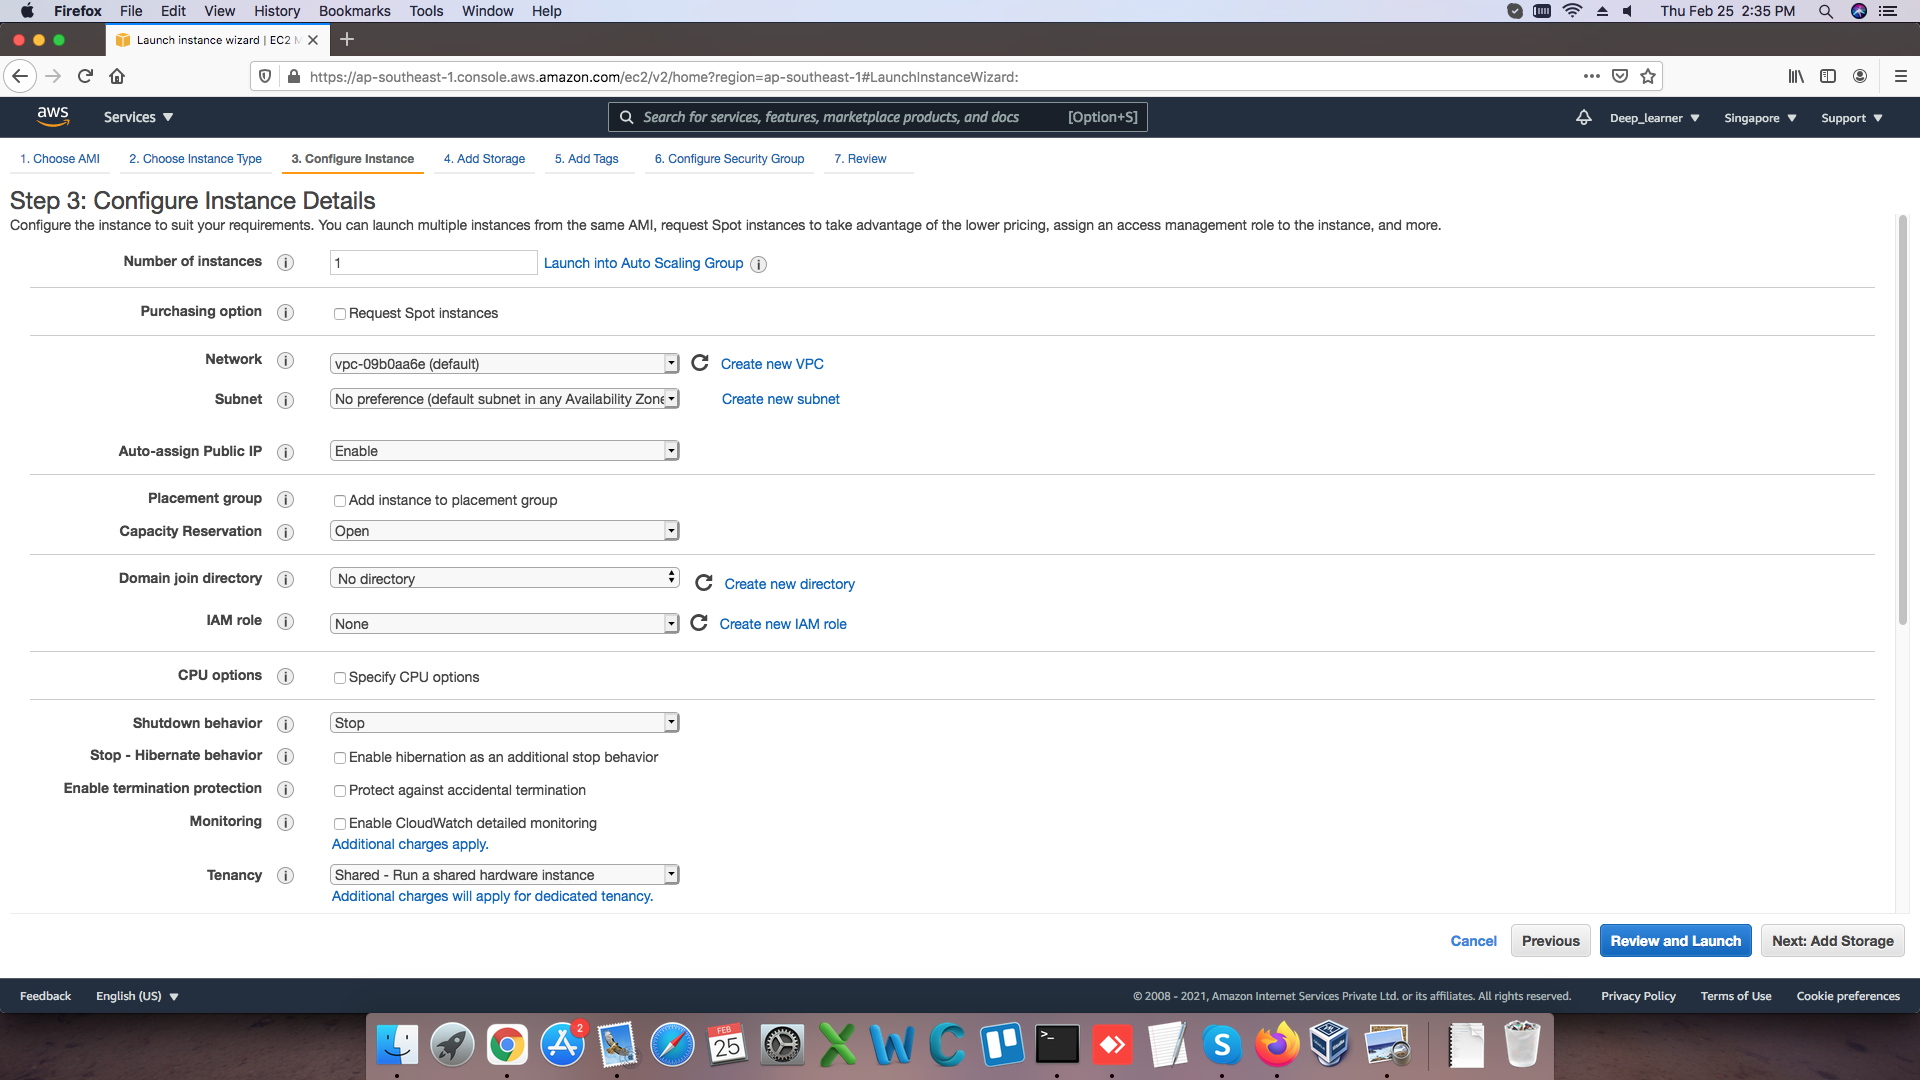 Firefox File Edit View History Bookmarks Tools Window Help Thu Feb 25 2:35 PM
Launch instance wizard | EC2 M
https://ap-southeast-1.console.aws.amazon.com/ec2/v2/home?region=ap-southeast-1#LaunchInstanceWizard:
aws Services Search for services, features, marketplace products, and docs [Option+S] Deep_learner Singapore Support
1. Choose AMI 2. Choose Instance Type 3. Configure Instance 4. Add Storage 5. Add Tags 6. Configure Security Group 7. Review
Step 3: Configure Instance Details
Configure the instance to suit your requirements. You can launch multiple instances from the same AMI, request Spot instances to take advantage of the lower pricing, assign an access management role to the instance, and more.
Number of instances i 1 Launch into Auto Scaling Group i
Purchasing option i Request Spot instances
Network i vpc-09b0aa6e (default) Create new VPC
Subnet i No preference (default subnet in any Availability Zone Create new subnet
Auto-assign Public IP i Enable
Placement group i Add instance to placement group
Capacity Reservation i Open
Domain join directory i No directory Create new directory
IAM role i None Create new IAM role
CPU options i Specify CPU options
Shutdown behavior i Stop
Stop - Hibernate behavior i Enable hibernation as an additional stop behavior
Enable termination protection i Protect against accidental termination
Monitoring i Enable CloudWatch detailed monitoring
Additional charges apply.
Tenancy i Shared - Run a shared hardware instance
Additional charges will apply for dedicated tenancy.
Cancel Previous Review and Launch Next: Add Storage
Feedback English (US) © 2008 - 2021, Amazon Internet Services Private Ltd. or its affiliates. All rights reserved. Privacy Policy Terms of Use Cookie preferences
2
FEB
25